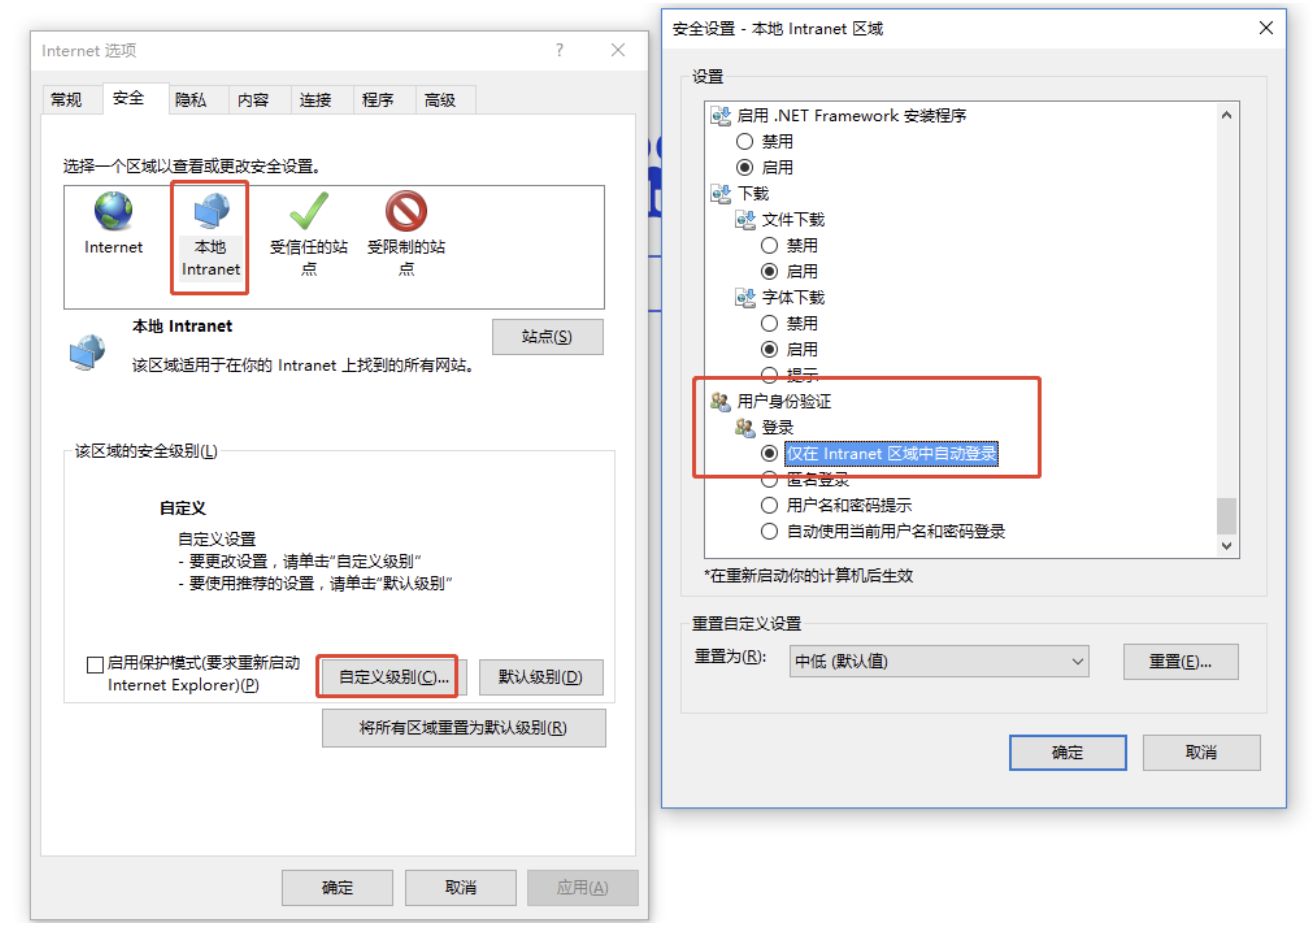 Internet 选项
常规 安全 隐私 内容 连接 程序 高级
选择一个区域以查看或更改安全设置。
Internet
本地
Intranet
受信任的站
点
受限制的站
点
本地 Intranet
站点(S)
该区域适用于在你的 Intranet 上找到的所有网站。
该区域的安全级别(L)
自定义
自定义设置
- 要更改设置，请单击“自定义级别”
- 要使用推荐的设置，请单击“默认级别”
启用保护模式(要求重新启动
Internet Explorer)(P)
自定义级别(C)...
默认级别(D)
将所有区域重置为默认级别(R)
确定 取消 应用(A)
安全设置 - 本地 Intranet 区域
设置
启用 .NET Framework 安装程序
禁用
启用
下载
文件下载
禁用
启用
字体下载
禁用
启用
提示
用户身份验证
登录
仅在 Intranet 区域中自动登录
匿名登录
用户名和密码提示
自动使用当前用户名和密码登录
*在重新启动你的计算机后生效
重置自定义设置
重置为(R):
中低 (默认值)
重置(E)...
确定 取消